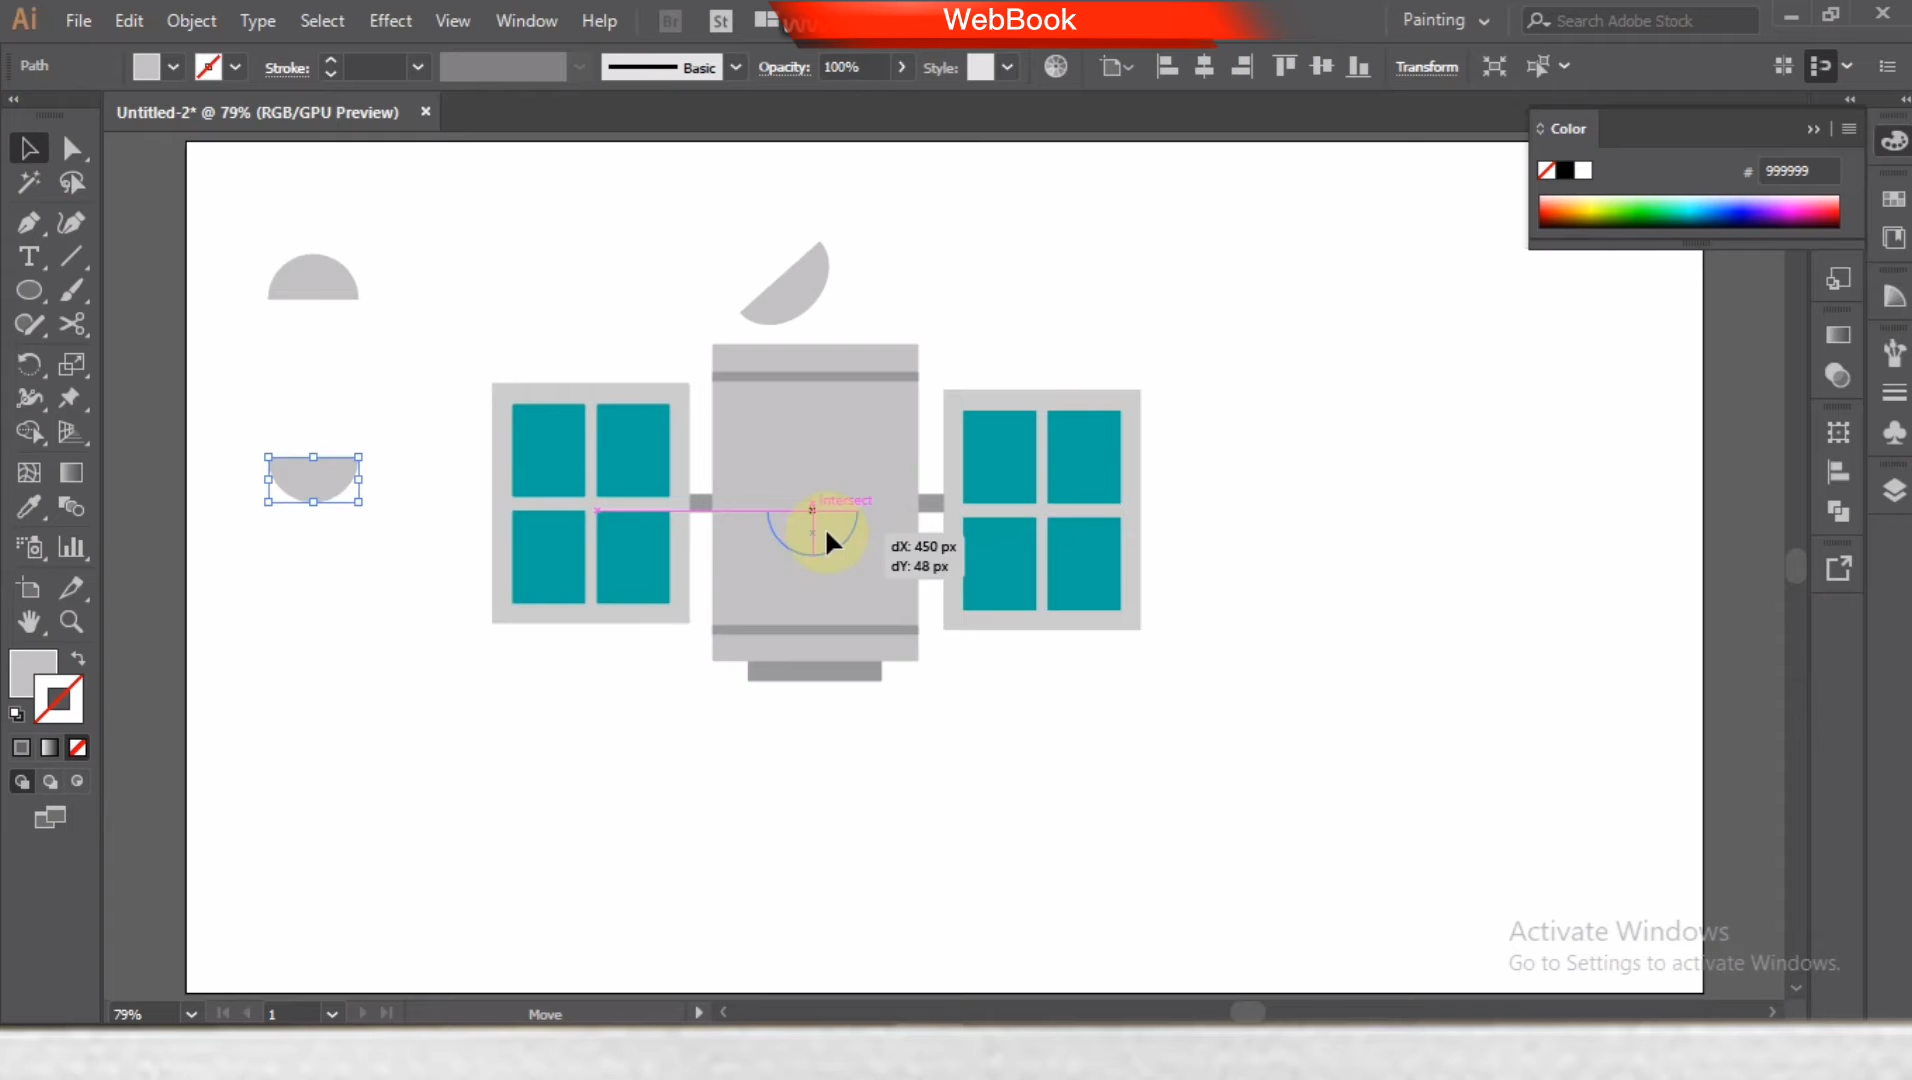 Ai File Edit Object Type Select Effect View Window Help Br St WebBook Painting Search Adobe Stock
Path Stroke: Basic Opacity: 100% Style: Transform
Untitled-2* @ 79% (RGB/GPU Preview)
Color
# 999999
intersect
dX: 450 px
dY: 48 px
Activate Windows
Go to Settings to activate Windows.
79% 1 Move